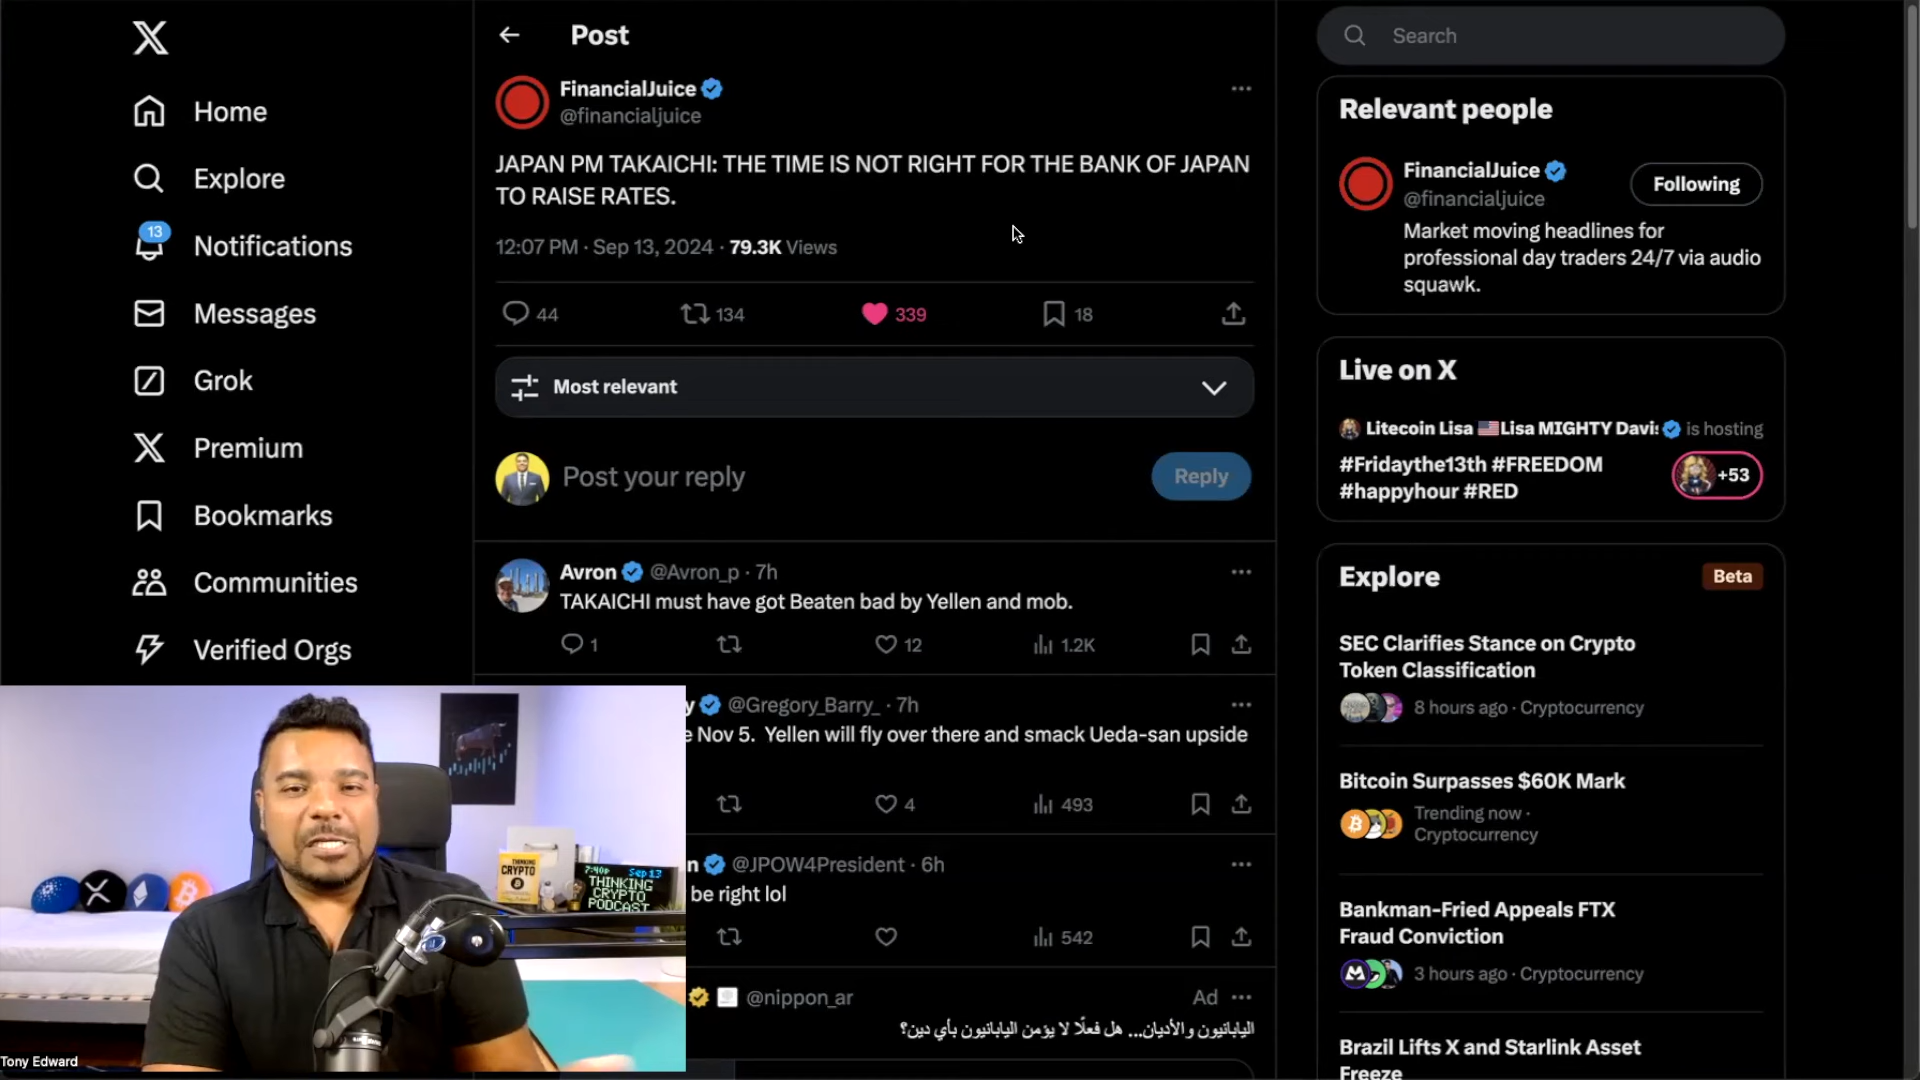 Home
Explore
13
Notifications
Messages
Grok
Premium
Bookmarks
Communities
Verified Orgs
Post
FinancialJuice
@financialjuice
JAPAN PM TAKAICHI: THE TIME IS NOT RIGHT FOR THE BANK OF JAPAN
TO RAISE RATES.
12:07 PM · Sep 13, 2024 · 79.3K Views
44 134 339 18
Most relevant
Post your reply
Reply
Avron @Avron_p · 7h
TAKAICHI must have got Beaten bad by Yellen and mob.
1 12 1.2K
y @Gregory_Barry_ · 7h
e Nov 5. Yellen will fly over there and smack Ueda-san upside
4 493
n @JPOW4President · 6h
be right lol
542
@nippon_ar Ad
اليابانيون والأديان... هل فعلًا لا يؤمن اليابانيون بأي دين؟
Search
Relevant people
FinancialJuice
@financialjuice
Following
Market moving headlines for
professional day traders 24/7 via audio
squawk.
Live on X
Litecoin Lisa 🇺🇸Lisa MIGHTY Davi is hosting
#Fridaythe13th #FREEDOM
#happyhour #RED
+53
Explore
Beta
SEC Clarifies Stance on Crypto
Token Classification
8 hours ago · Cryptocurrency
Bitcoin Surpasses $60K Mark
Trending now ·
Cryptocurrency
Bankman-Fried Appeals FTX
Fraud Conviction
3 hours ago · Cryptocurrency
Brazil Lifts X and Starlink Asset
Freeze
THINKING
CRYPTO
7:40P Sep 13
THINKING
CRYPTO
PODCAST
Tony Edward